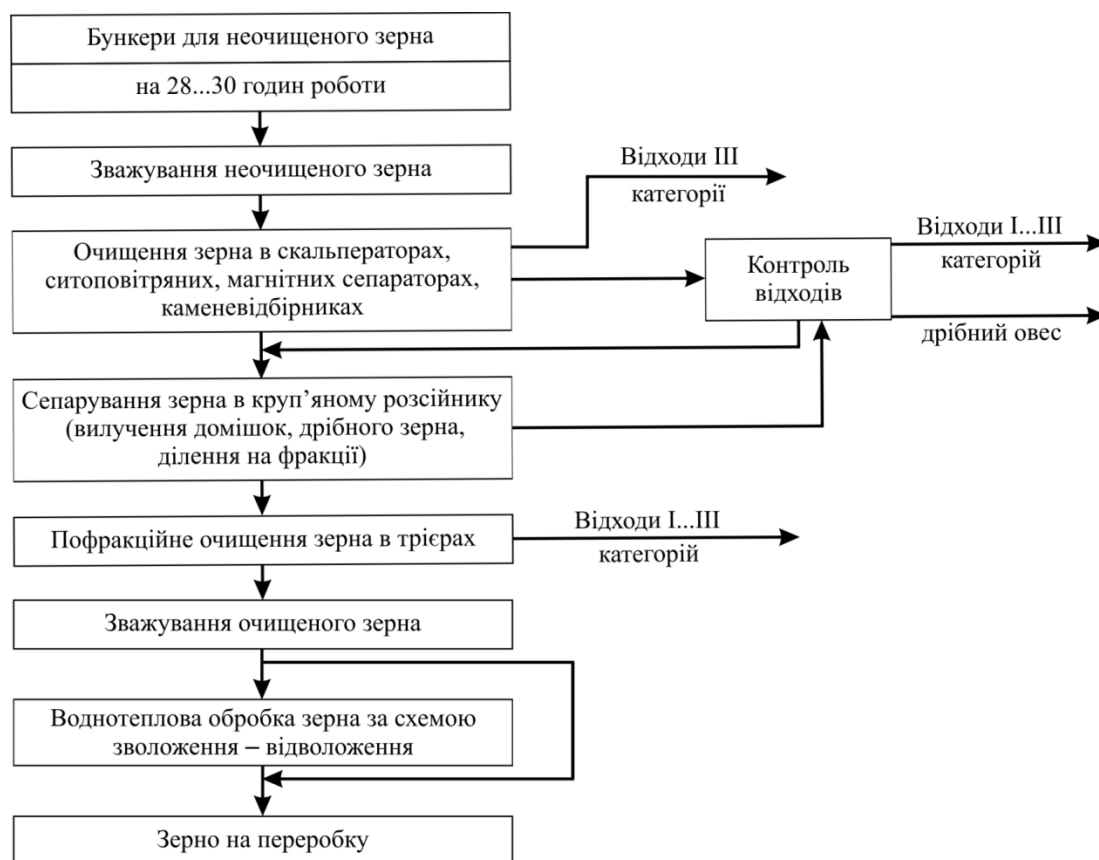 Бункери для неочищеного зерна
на 28...30 годин роботи
Зважування неочищеного зерна
Відходи ІІІ
категорії
Очищення зерна в скальператорах,
ситоповітряних, магнітних сепараторах,
каменевідбірниках
Контроль
відходів
Відходи І...ІІІ
категорій
дрібний овес
Сепарування зерна в круп’яному розсійнику
(вилучення домішок, дрібного зерна,
ділення на фракції)
Пофракційне очищення зерна в трієрах
Відходи І...ІІІ
категорій
Зважування очищеного зерна
Воднотеплова обробка зерна за схемою
зволоження – відволоження
Зерно на переробку